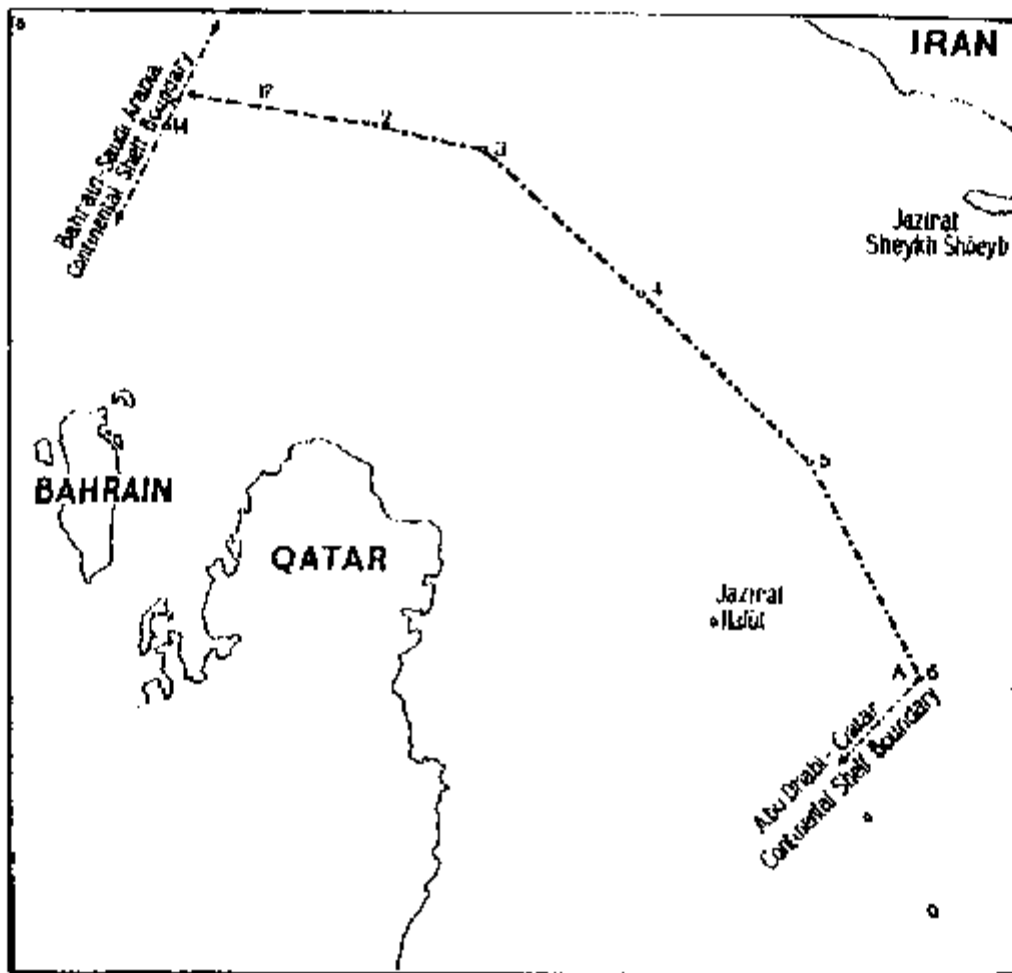 IRAN
Bahrain-Saudi Arabia
Continental Shelf Boundary
14
2
3
Jazirat
Sheykh Shoeyb
4
5
BAHRAIN
QATAR
Jazirat
A
6
Abu Dhabi - Qatar
Continental Shelf Boundary